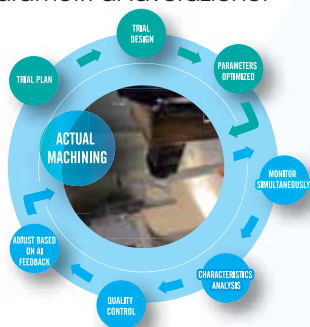 TRIAL
DESIGN
TRIAL PLAN
PARAMETERS
OPTIMIZED
ACTUAL
MACHINING
MONITOR
SIMULTANEOUSLY
ADJUST BASED
ON AI
FEEDBACK
CHARACTERISTICS
ANALYSIS
QUALITY
CONTROL